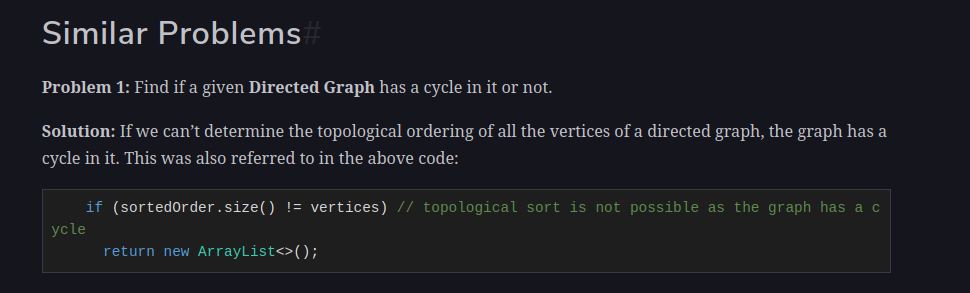 Similar Problems#
Problem 1: Find if a given Directed Graph has a cycle in it or not.
Solution: If we can’t determine the topological ordering of all the vertices of a directed graph, the graph has a
cycle in it. This was also referred to in the above code:
if (sortedOrder.size() != vertices) // topological sort is not possible as the graph has a c
ycle
return new ArrayList<>();